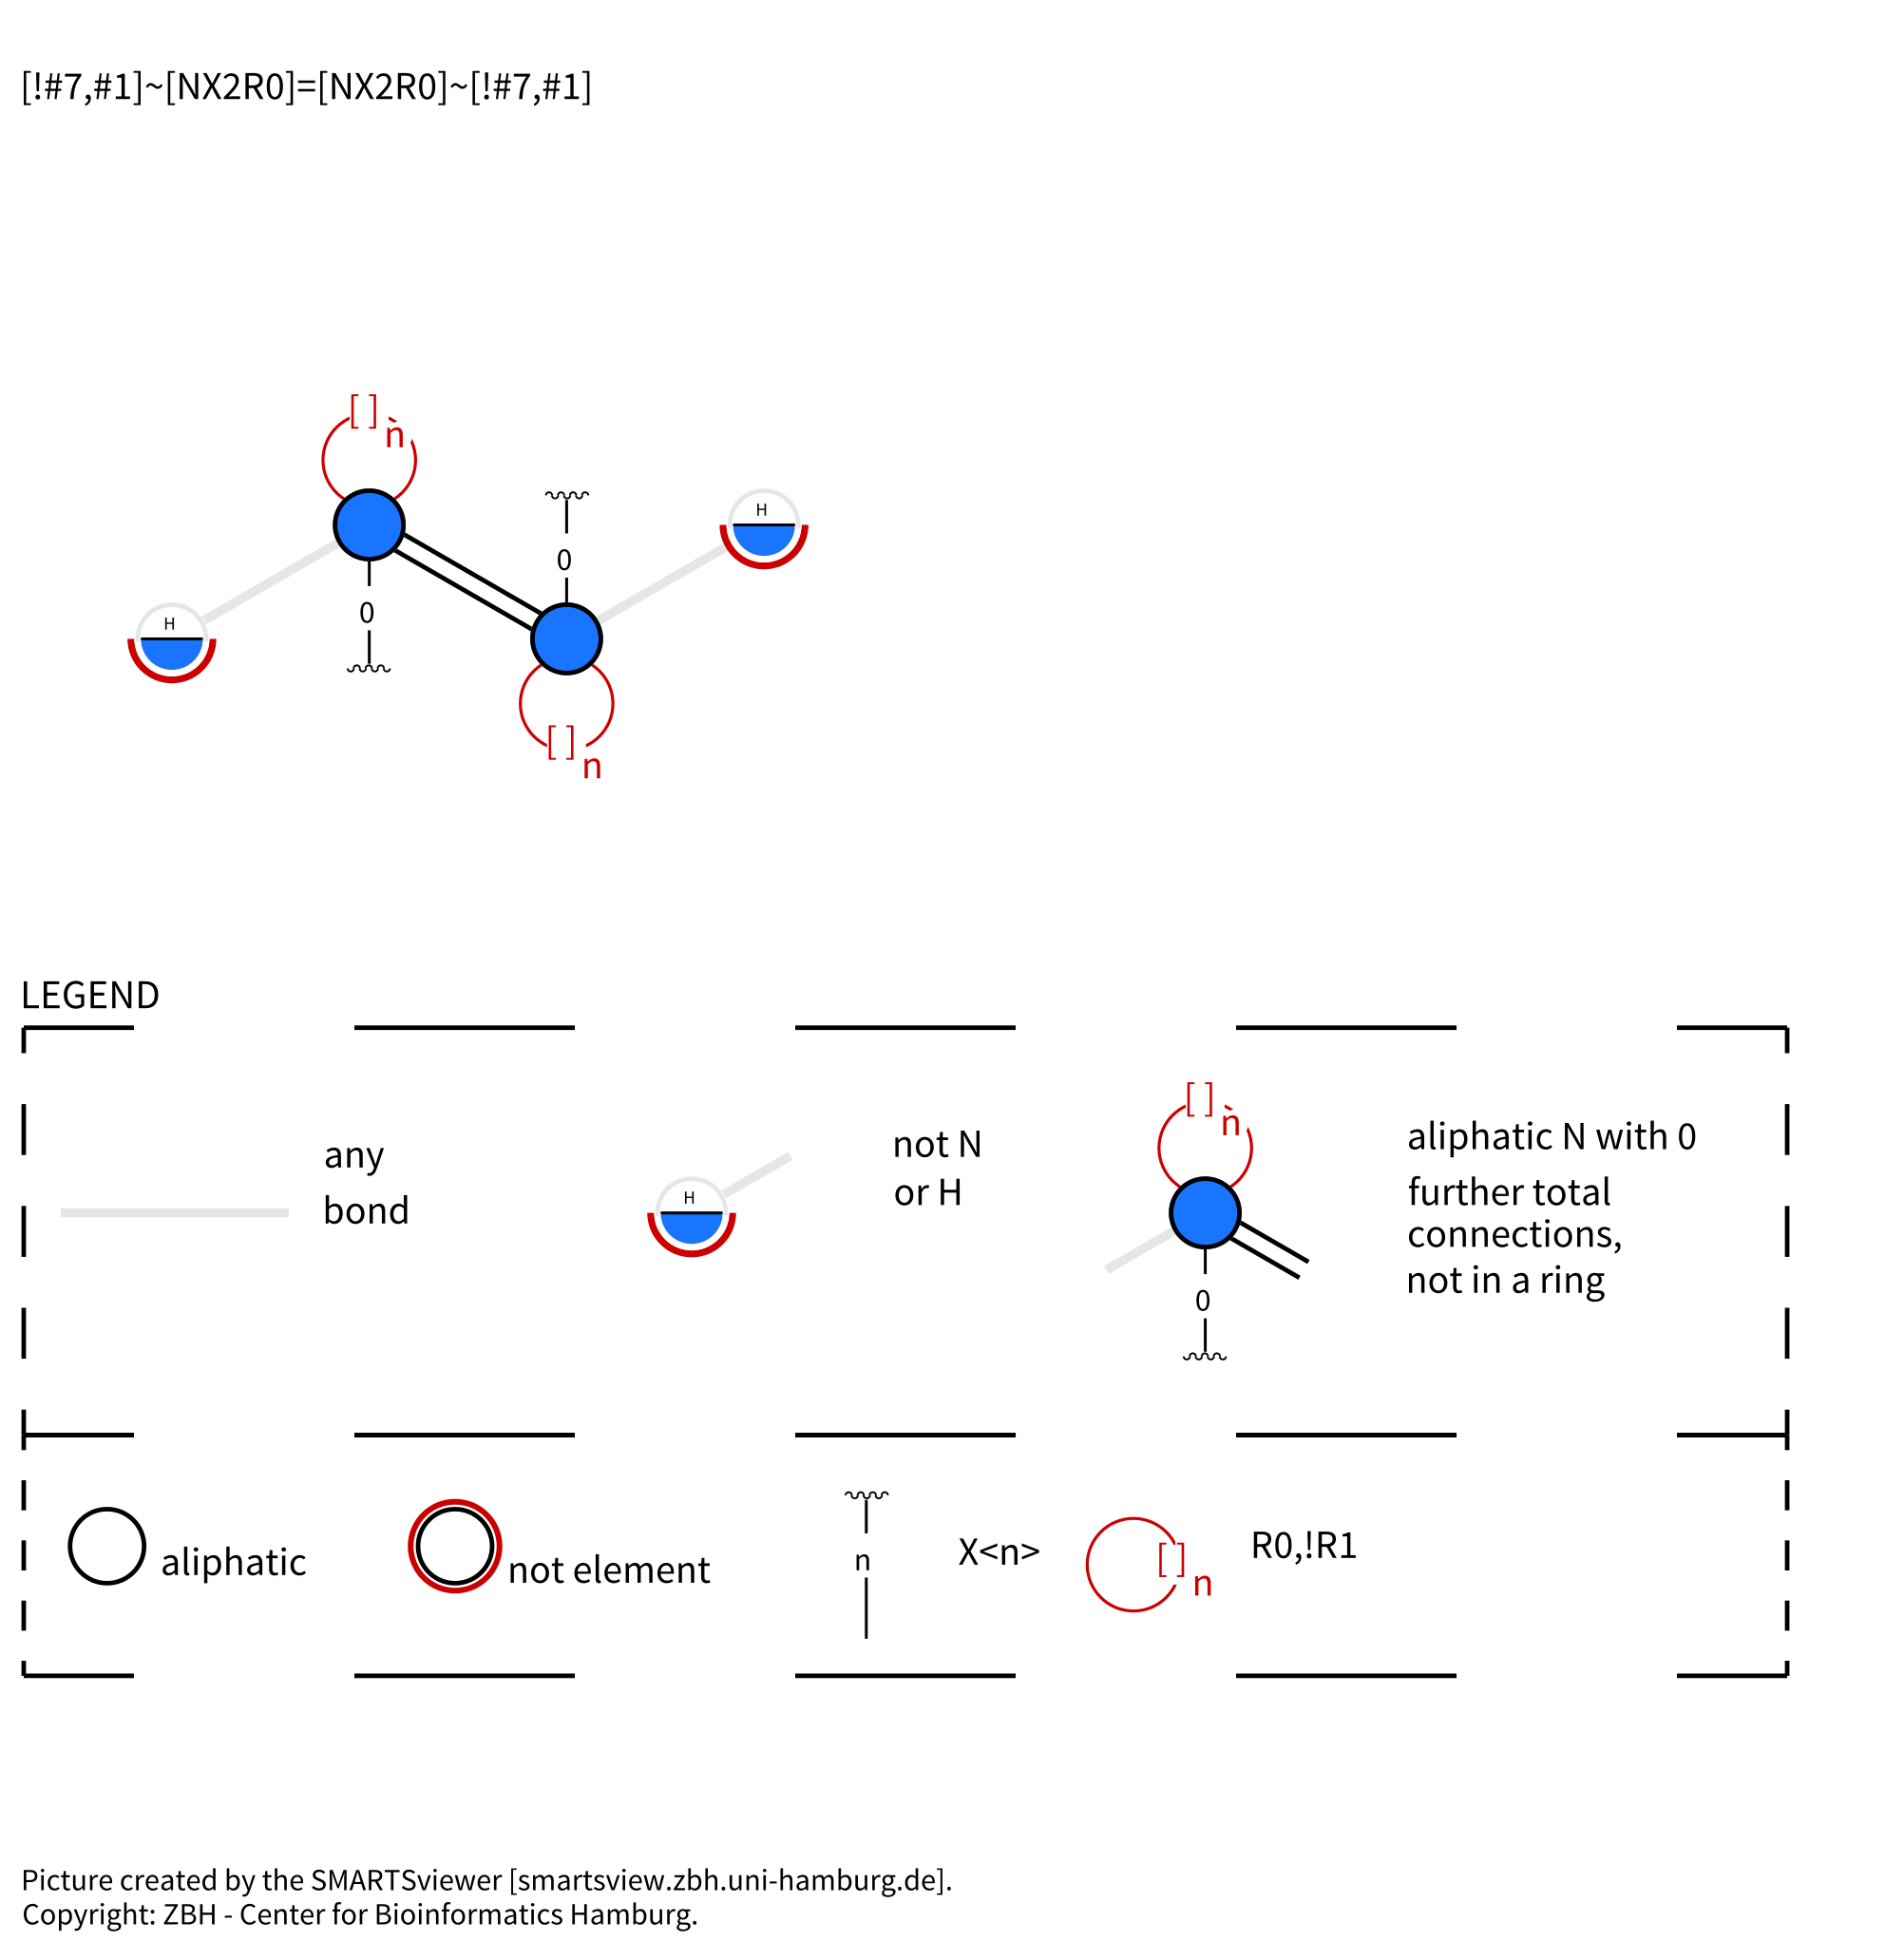 [!#7,#1]~[NX2R0]=[NX2R0]~[!#7,#1]
[ ]n
H
0
0
H
[ ]n
LEGEND
any
bond
H
not N
or H
[ ]n
0
aliphatic N with 0
further total
connections,
not in a ring
aliphatic
not element
n
X<n>
[ ]n
R0,!R1
Picture created by the SMARTSviewer [smartsview.zbh.uni-hamburg.de].
Copyright: ZBH - Center for Bioinformatics Hamburg.